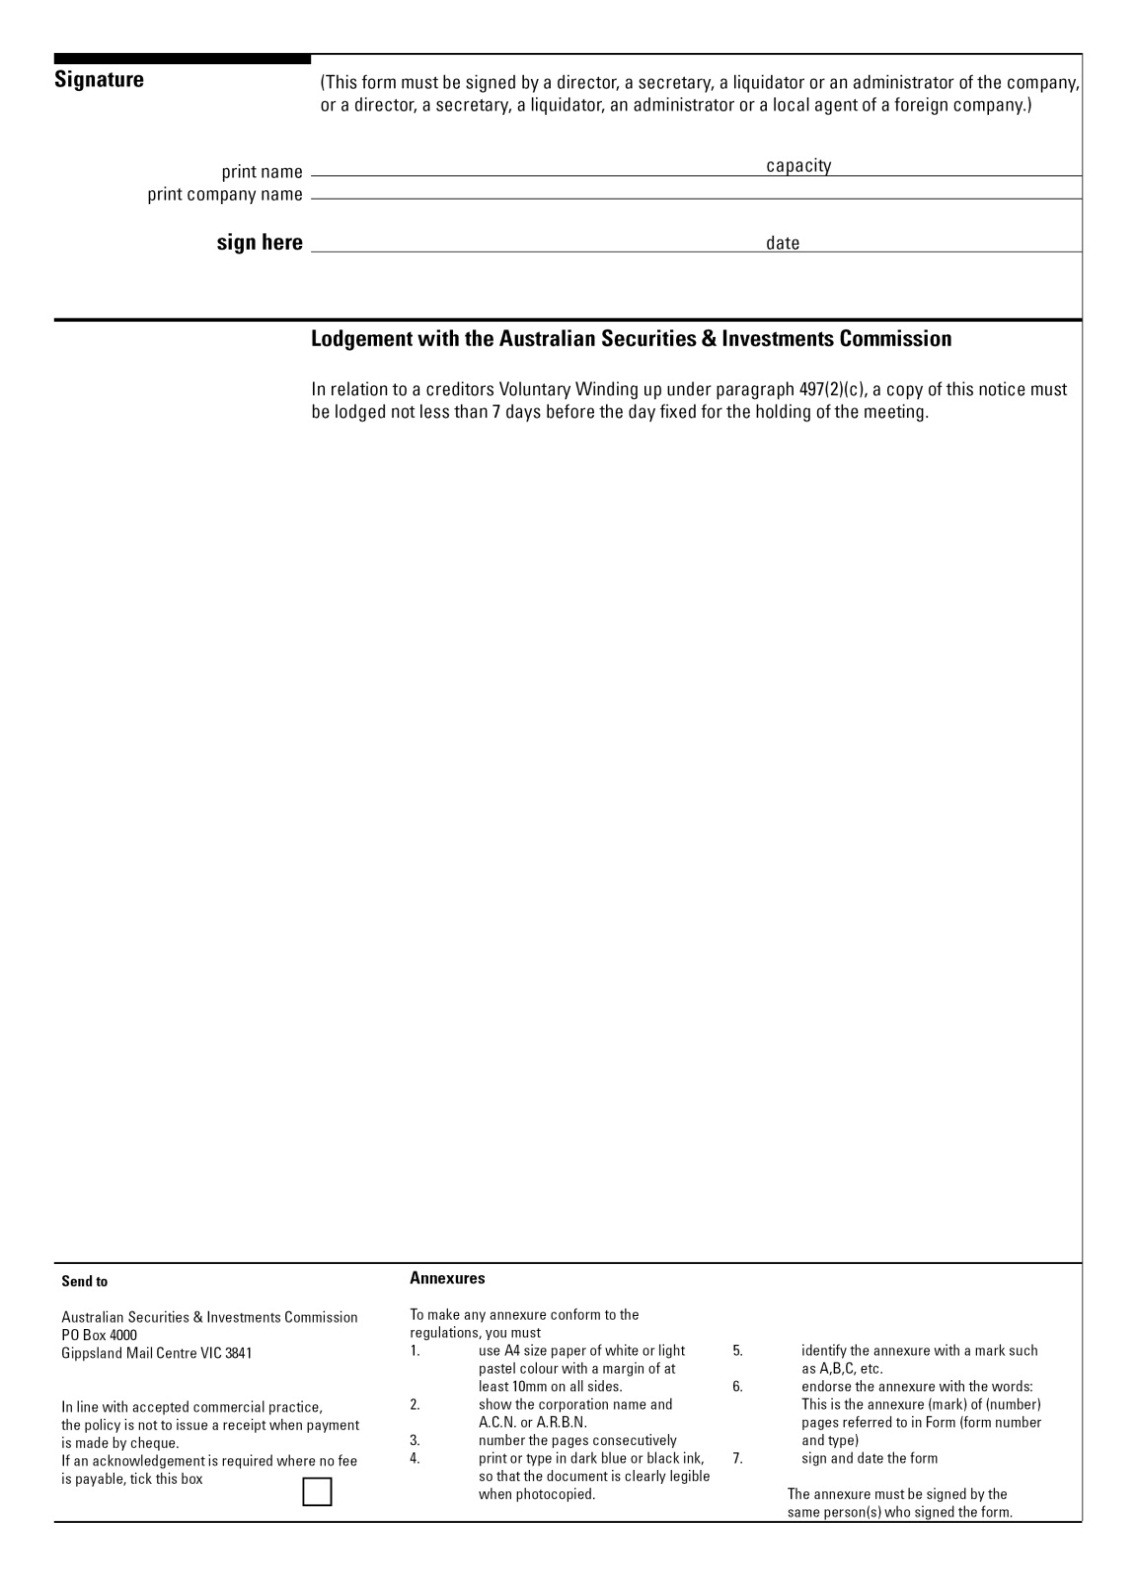 Signature
(This form must be signed by a director, a secretary, a liquidator or an administrator of the company,
or a director, a secretary, a liquidator, an administrator or a local agent of a foreign company.)
print name
capacity
print company name
sign here
date
Lodgement with the Australian Securities & Investments Commission
In relation to a creditors Voluntary Winding up under paragraph 497(2)(c), a copy of this notice must
be lodged not less than 7 days before the day fixed for the holding of the meeting.
Send to
Australian Securities & Investments Commission
PO Box 4000
Gippsland Mail Centre VIC 3841
In line with accepted commercial practice,
the policy is not to issue a receipt when payment
is made by cheque.
If an acknowledgement is required where no fee
is payable, tick this box
Annexures
To make any annexure conform to the
regulations, you must
1. use A4 size paper of white or light
pastel colour with a margin of at
least 10mm on all sides.
2. show the corporation name and
A.C.N. or A.R.B.N.
3. number the pages consecutively
4. print or type in dark blue or black ink,
so that the document is clearly legible
when photocopied.
5. identify the annexure with a mark such
as A,B,C, etc.
6. endorse the annexure with the words:
This is the annexure (mark) of (number)
pages referred to in Form (form number
and type)
7. sign and date the form
The annexure must be signed by the
same person(s) who signed the form.